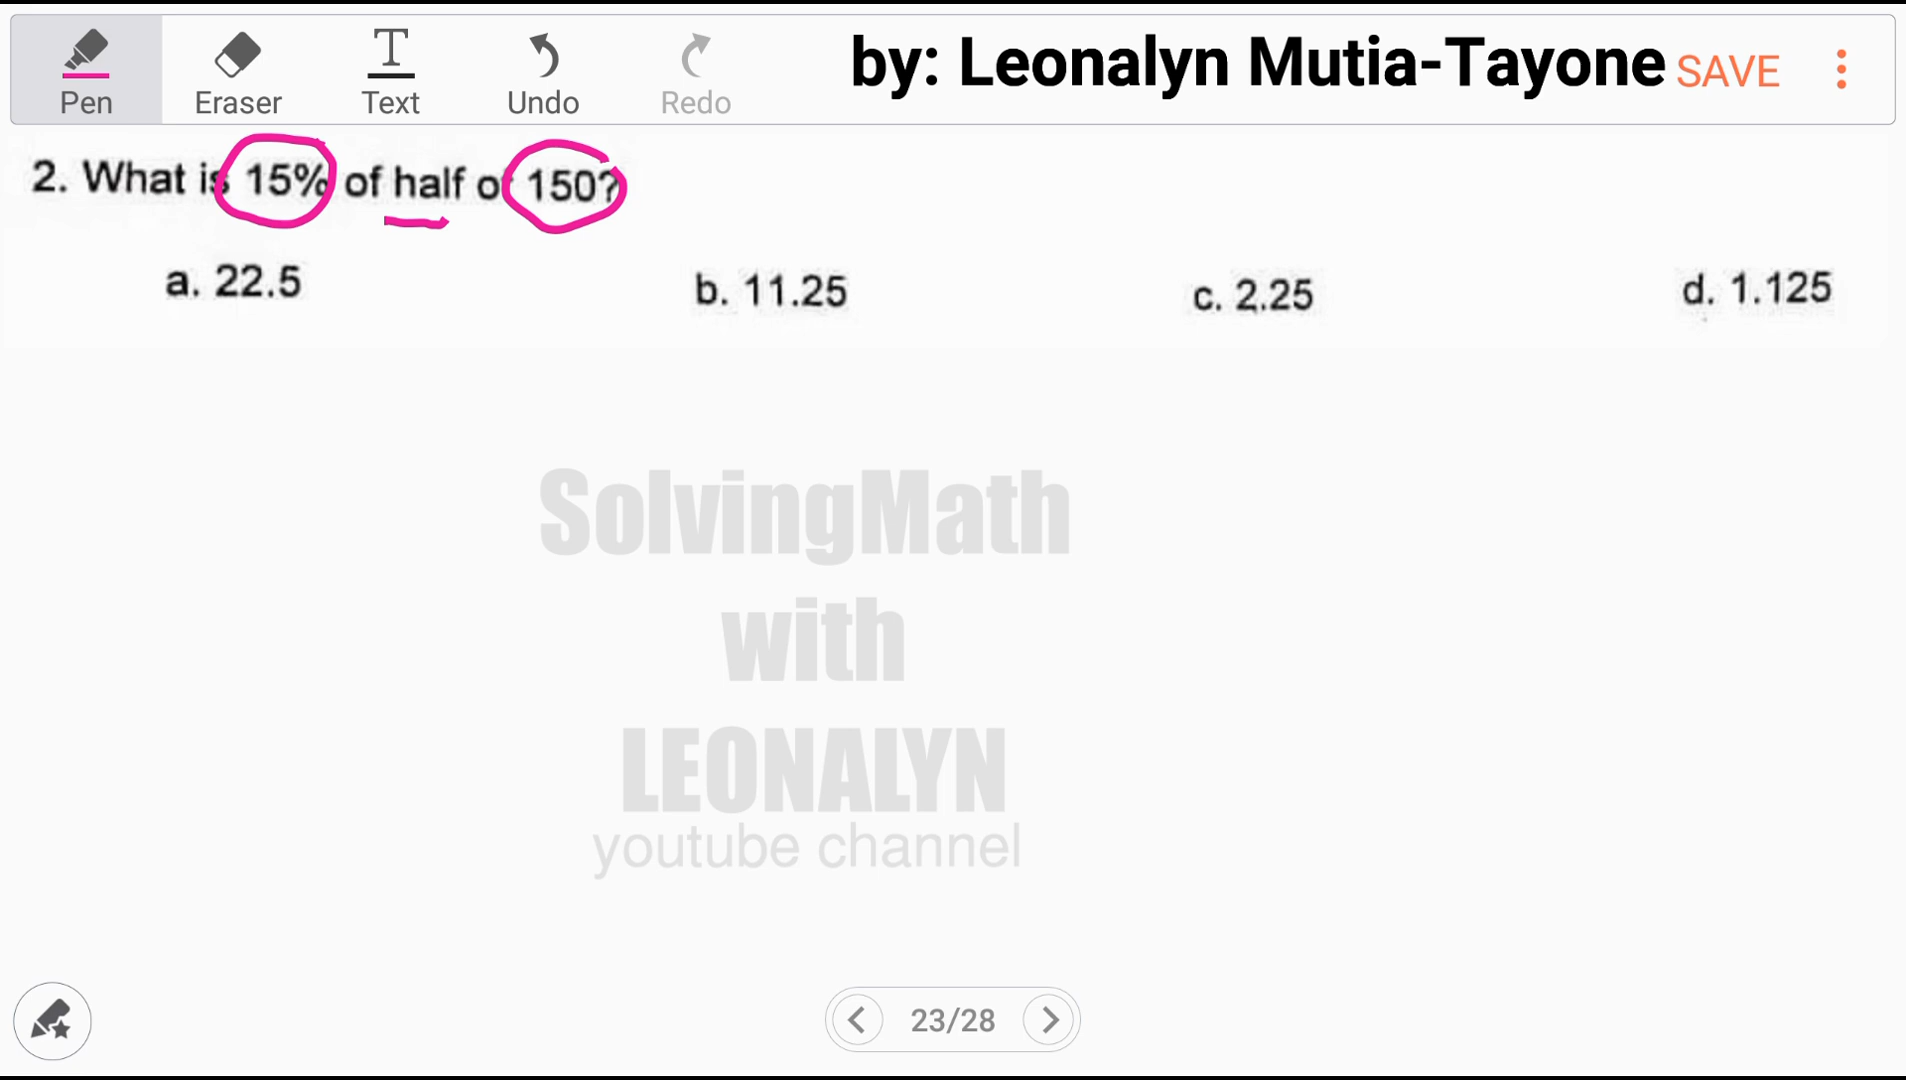 Pen Eraser Text Undo Redo by: Leonalyn Mutia-Tayone SAVE
2. What is 15% of half of 150?
a. 22.5 b. 11.25 c. 2.25 d. 1.125
SolvingMath
with
LEONALYN
youtube channel
23/28